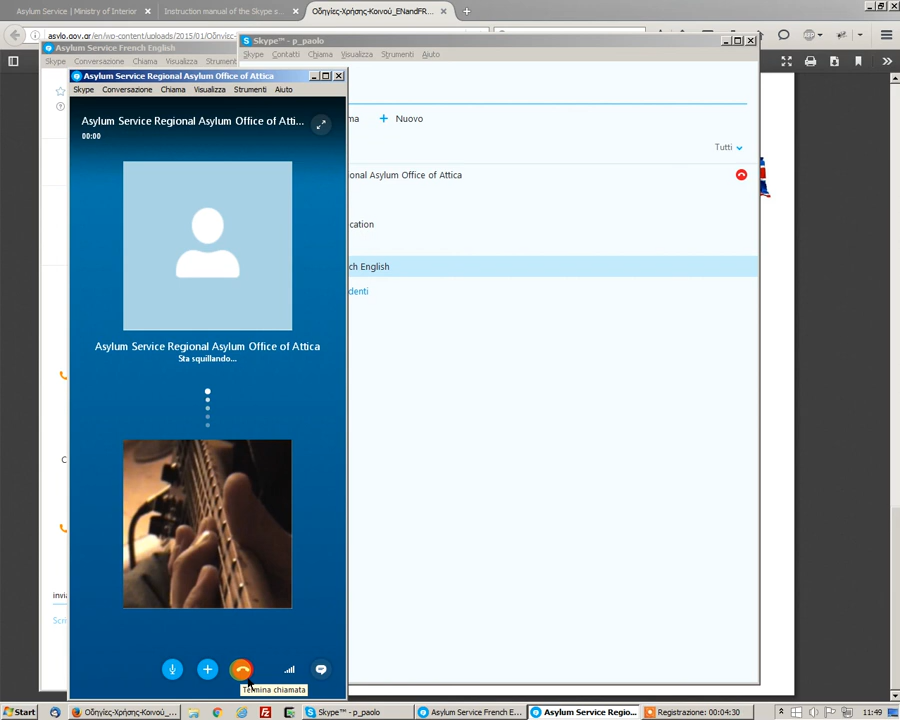 Asylum Service | Ministry of Interior
Instruction manual of the Skype s...
Οδηγίες-Χρήσης-Κοινού_ENandFR...
asylo.gov.gr/en/wp-content/uploads/2015/01/Οδηγίες-
Asylum Service French English
Skype Conversazione Chiama Visualizza Strument
Skype™ - p_paolo
Skype Contatti Chiama Visualizza Strumenti Aiuto
Asylum Service Regional Asylum Office of Attica
Skype Conversazione Chiama Visualizza Strumenti Aiuto
Asylum Service Regional Asylum Office of Atti...
00:00
ma
Nuovo
Tutti
onal Asylum Office of Attica
cation
ch English
denti
Asylum Service Regional Asylum Office of Attica
Sta squillando...
C
invia
Scri
Termina chiamata
Start
Οδηγίες-Χρήσης-Κοινού_...
Skype™ - p_paolo
Asylum Service French E...
Asylum Service Regio...
Registrazione: 00:04:30
11:49